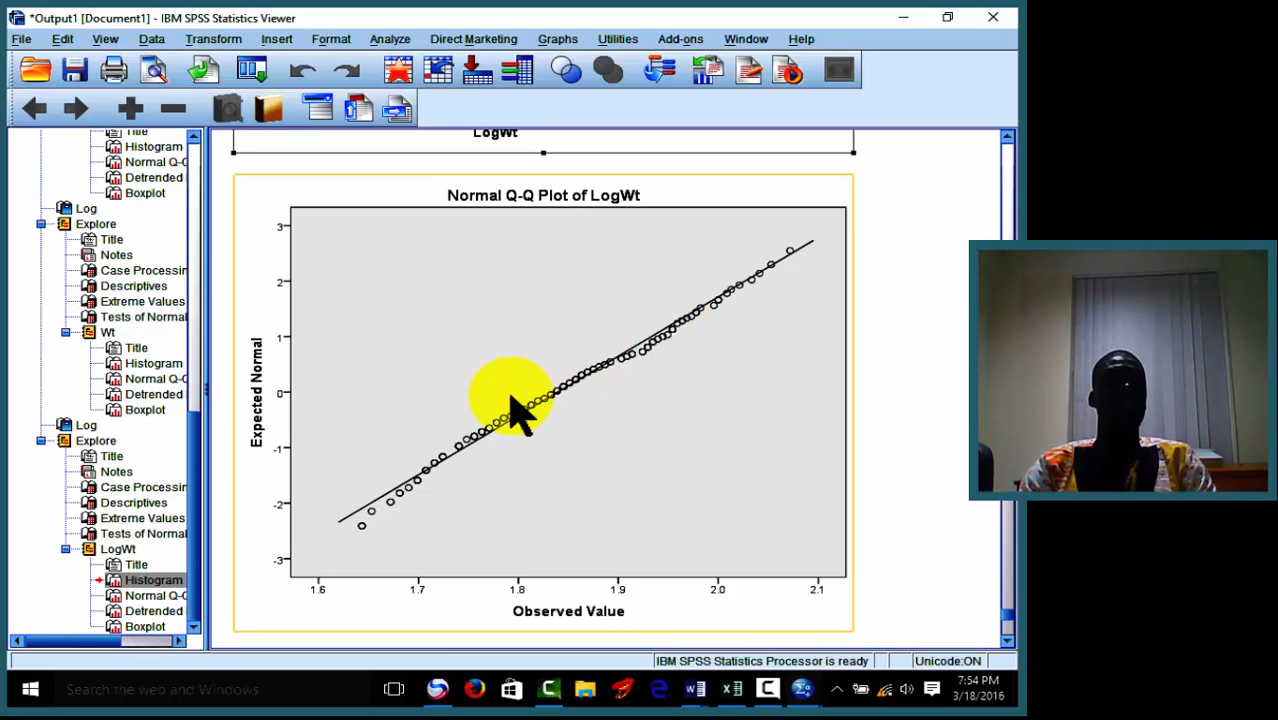 *Output1 [Document1] - IBM SPSS Statistics Viewer
File Edit View Data Transform Insert Format Analyze Direct Marketing Graphs Utilities Add-ons Window Help
Title
Histogram
Normal Q-Q
Detrended
Boxplot
Log
Explore
Title
Notes
Case Processin
Descriptives
Extreme Values
Tests of Normal
Wt
Title
Histogram
Normal Q-Q
Detrended
Boxplot
Log
Explore
Title
Notes
Case Processin
Descriptives
Extreme Values
Tests of Normal
LogWt
Title
Histogram
Normal Q-Q
Detrended
Boxplot
LogWt
Normal Q-Q Plot of LogWt
Expected Normal
3
2
1
0
-1
-2
-3
1.6 1.7 1.8 1.9 2.0 2.1
Observed Value
IBM SPSS Statistics Processor is ready
Unicode:ON
Search the web and Windows
7:54 PM
3/18/2016